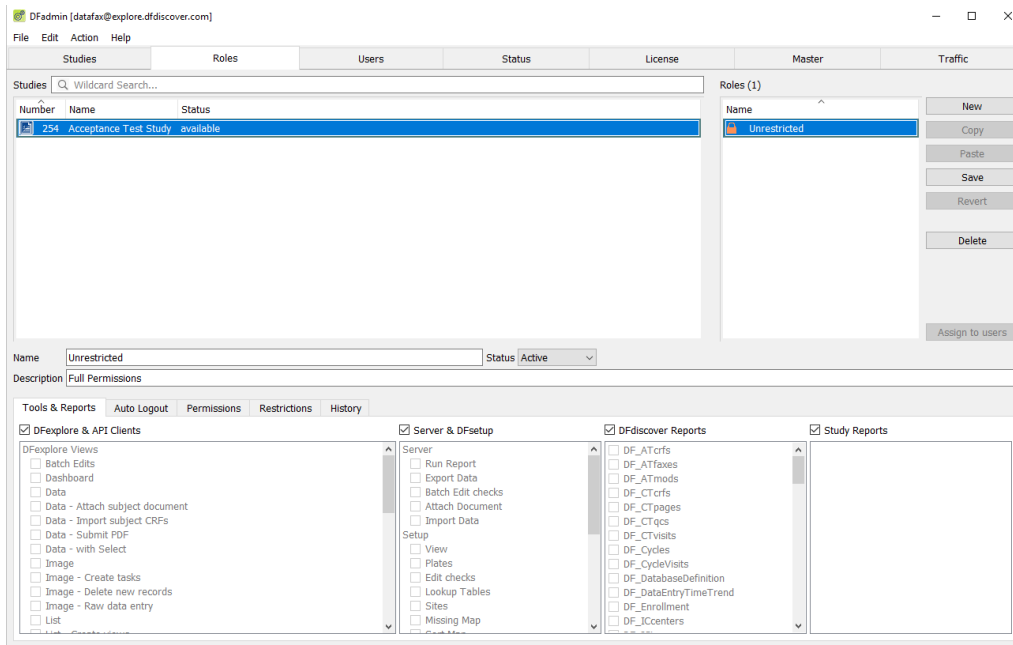 DFadmin [datafax@explore.dfdiscover.com]
File Edit Action Help
Studies Roles Users Status License Master Traffic
Studies Wildcard Search... Roles (1)
Number Name Status Name New
254 Acceptance Test Study available Unrestricted
Copy
Paste
Save
Revert
Delete
Assign to users
Name Unrestricted Status Active
Description Full Permissions
Tools & Reports Auto Logout Permissions Restrictions History
DFexplore & API Clients Server & DFsetup DFdiscover Reports Study Reports
DFexplore Views Server DF_ATcrfs
Batch Edits Run Report DF_ATfaxes
Dashboard Export Data DF_ATmods
Data Batch Edit checks DF_CTcrfs
Data - Attach subject document Attach Document DF_CTpages
Data - Import subject CRFs Import Data DF_CTqcs
Data - Submit PDF Setup DF_CTvisits
Data - with Select View DF_Cycles
Image Plates DF_CycleVisits
Image - Create tasks Edit checks DF_DatabaseDefinition
Image - Delete new records Lookup Tables DF_DataEntryTimeTrend
Image - Raw data entry Sites DF_Enrollment
List Missing Map DF_ICcenters
List - Create views Sort Map